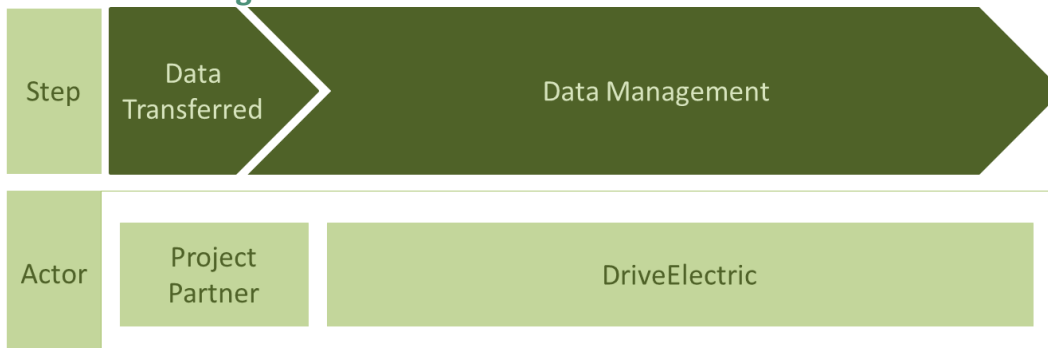 Step
Data
Transferred
Data Management
Actor
Project
Partner
DriveElectric